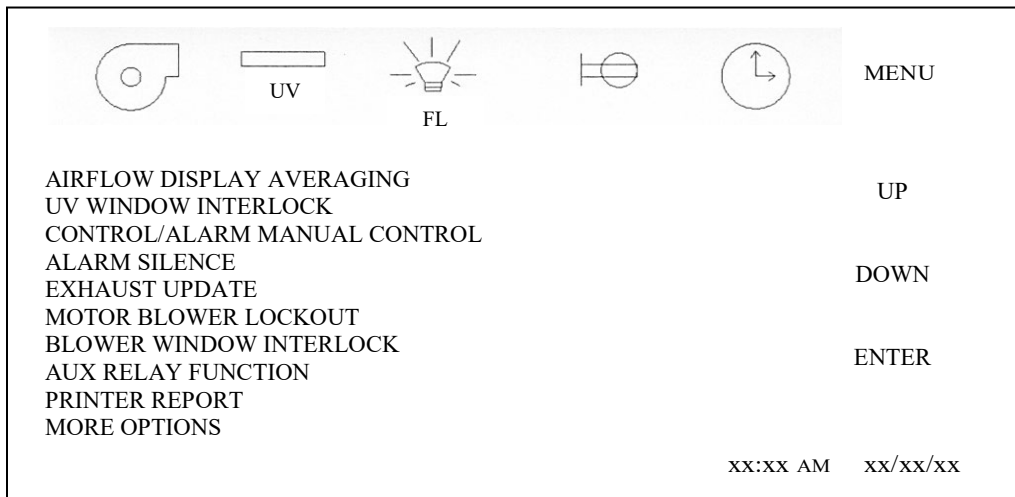 UV
FL
MENU
AIRFLOW DISPLAY AVERAGING
UV WINDOW INTERLOCK
CONTROL/ALARM MANUAL CONTROL
ALARM SILENCE
EXHAUST UPDATE
MOTOR BLOWER LOCKOUT
BLOWER WINDOW INTERLOCK
AUX RELAY FUNCTION
PRINTER REPORT
MORE OPTIONS
UP
DOWN
ENTER
xx:xx AM xx/xx/xx